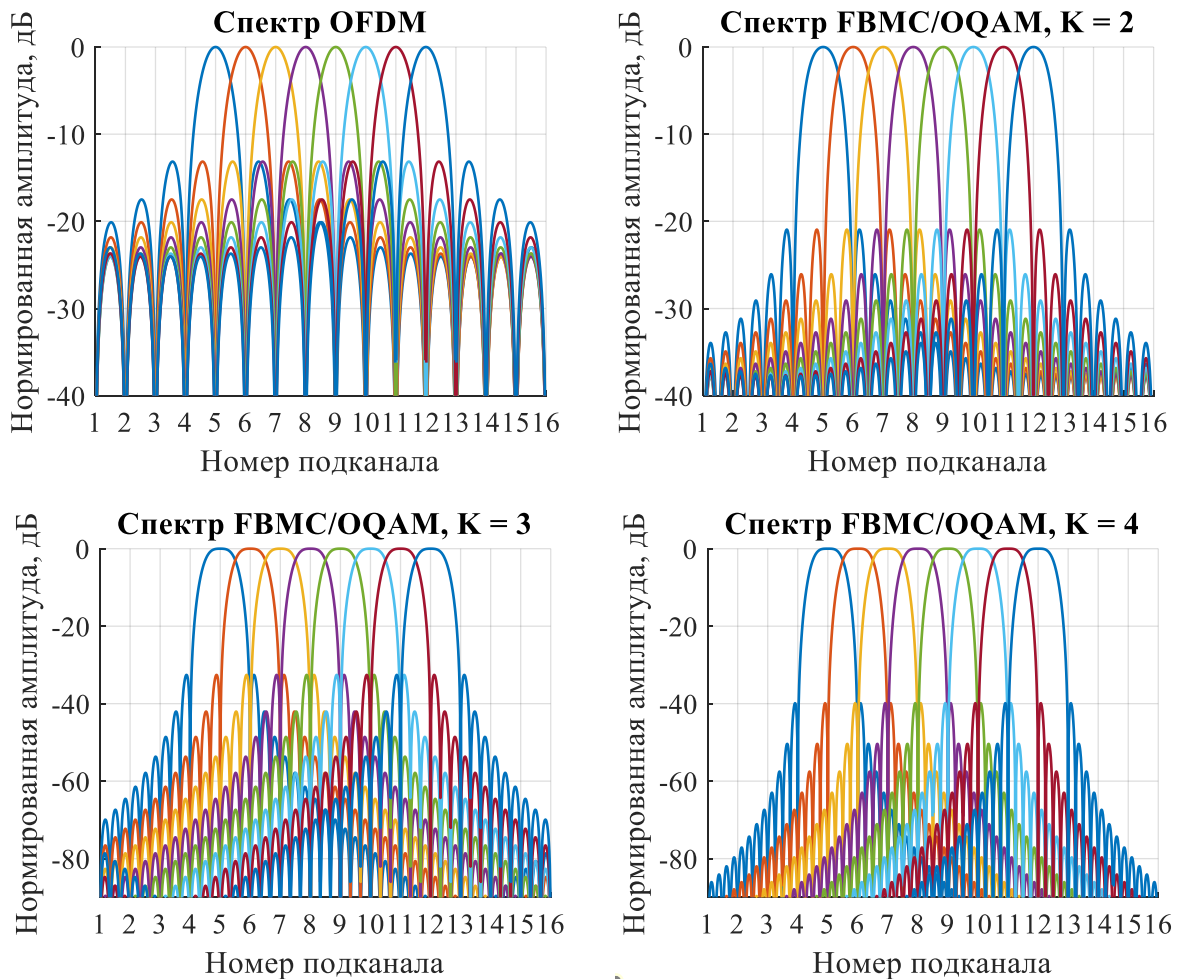 Спектр OFDM
Нормированная амплитуда, дБ
0
-10
-20
-30
-40
1 2 3 4 5 6 7 8 9 10 11 12 13 14 15 16
Номер подканала
Спектр FBMC/OQAM, K = 2
Нормированная амплитуда, дБ
0
-10
-20
-30
-40
1 2 3 4 5 6 7 8 9 10 11 12 13 14 15 16
Номер подканала
Спектр FBMC/OQAM, K = 3
Нормированная амплитуда, дБ
0
-20
-40
-60
-80
1 2 3 4 5 6 7 8 9 10 11 12 13 14 15 16
Номер подканала
Спектр FBMC/OQAM, K = 4
Нормированная амплитуда, дБ
0
-20
-40
-60
-80
1 2 3 4 5 6 7 8 9 10 11 12 13 14 15 16
Номер подканала